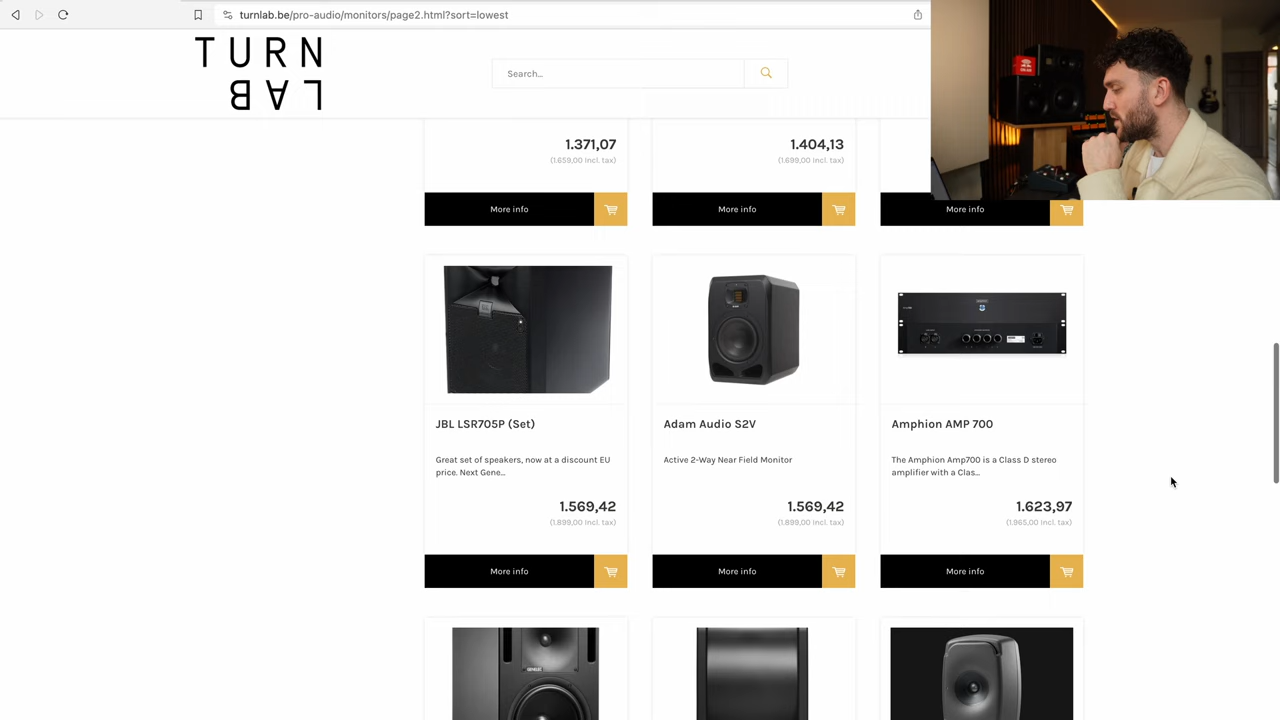 turnlab.be/pro-audio/monitors/page2.html?sort=lowest
TURN
LAB
Search...
1.371,07
(1.659,00 Incl. tax)
1.404,13
(1.699,00 Incl. tax)
More info
More info
More info
JBL LSR705P (Set)
Great set of speakers, now at a discount EU
price. Next Gene...
1.569,42
(1.899,00 Incl. tax)
More info
Adam Audio S2V
Active 2-Way Near Field Monitor
1.569,42
(1.899,00 Incl. tax)
More info
Amphion AMP 700
The Amphion Amp700 is a Class D stereo
amplifier with a Clas...
1.623,97
(1.965,00 Incl. tax)
More info
GENELEC